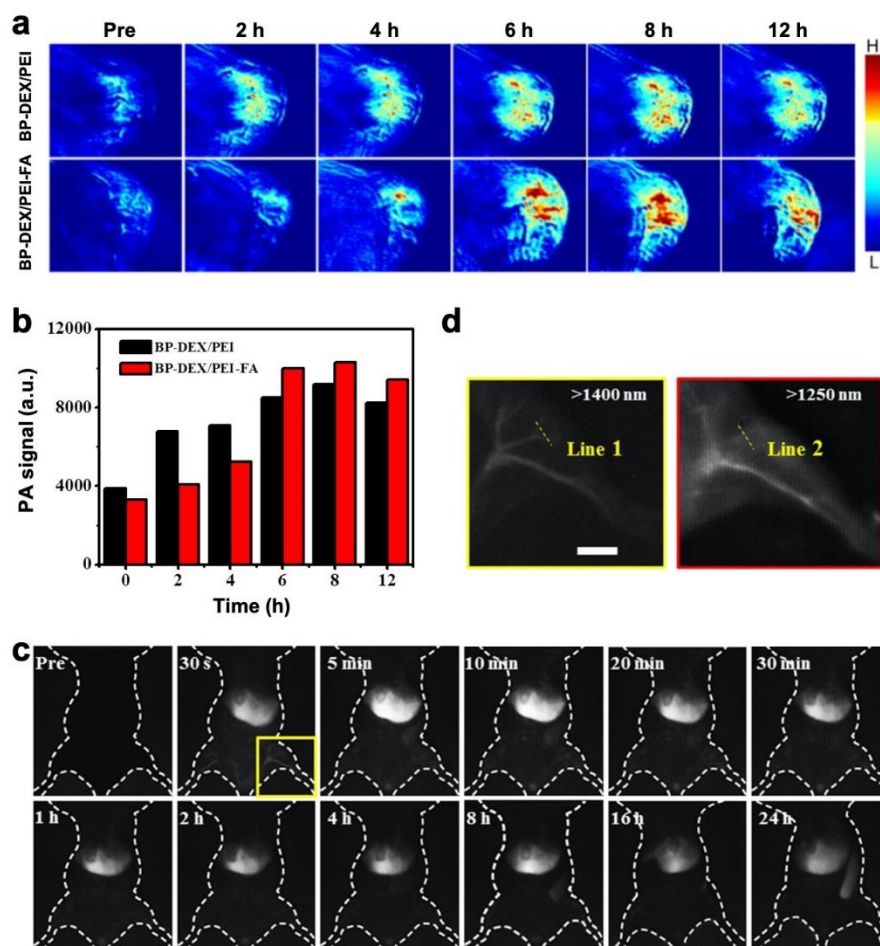 a
Pre 2 h 4 h 6 h 8 h 12 h
BP-DEX/PEI
BP-DEX/PEI-FA
H
L
b
12000
8000
4000
0
PA signal (a.u.)
BP-DEX/PEI
BP-DEX/PEI-FA
0 2 4 6 8 12
Time (h)
d
>1400 nm
Line 1
>1250 nm
Line 2
c
Pre 30 s 5 min 10 min 20 min 30 min
1 h 2 h 4 h 8 h 16 h 24 h